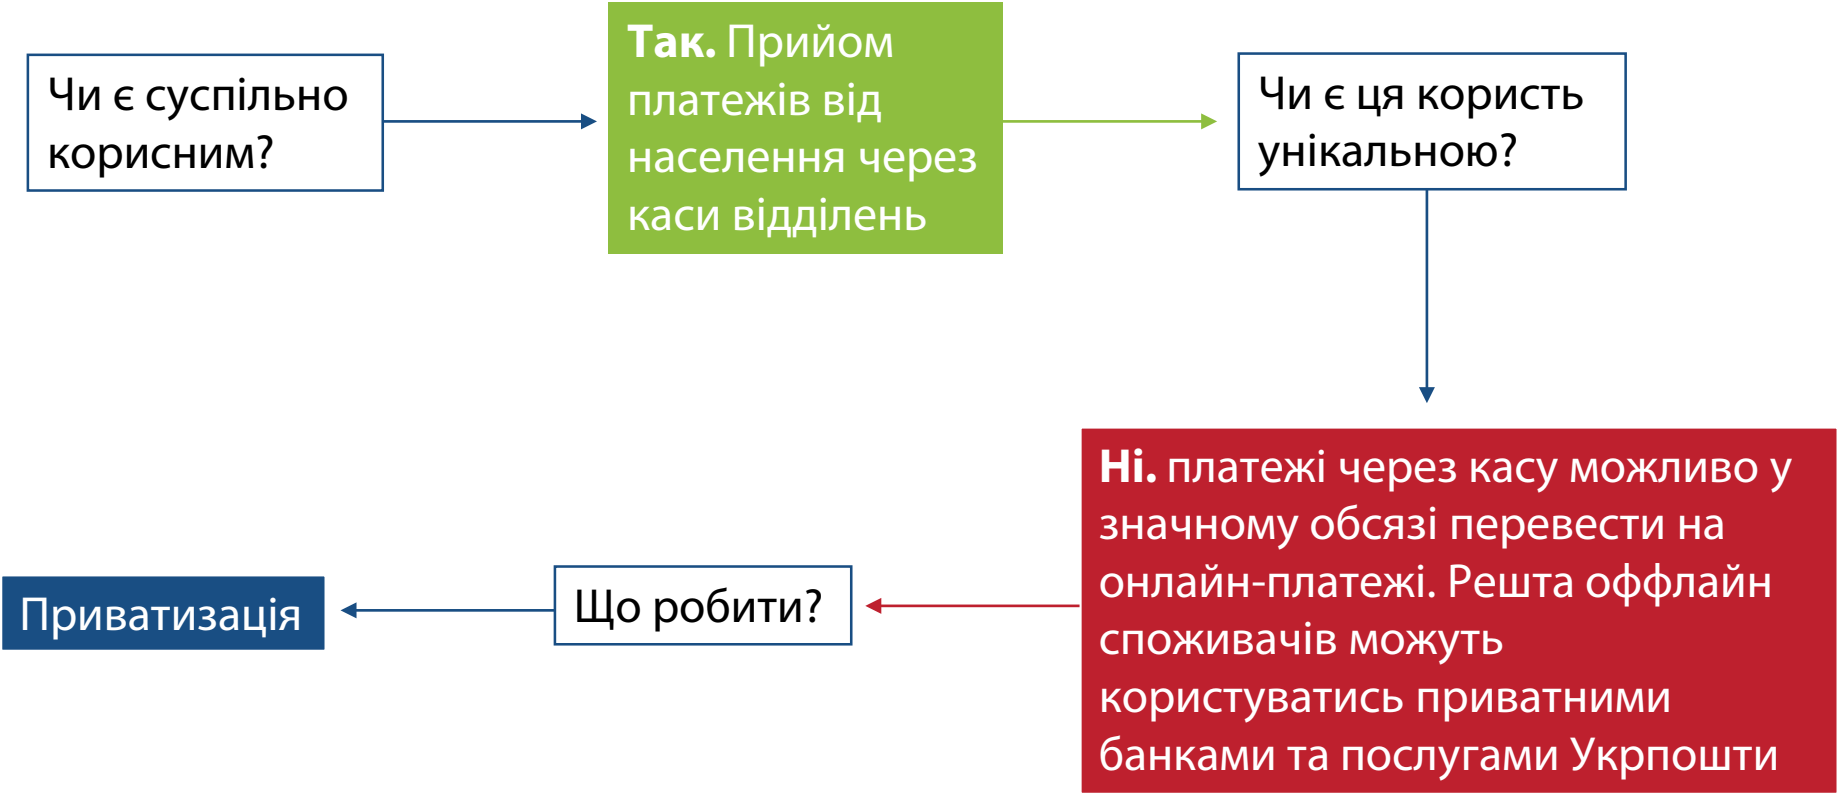 Чи є суспільно
корисним?
Так. Прийом
платежів від
населення через
каси відділень
Чи є ця користь
унікальною?
Ні. платежі через касу можливо у
значному обсязі перевести на
онлайн-платежі. Решта оффлайн
споживачів можуть
користуватись приватними
банками та послугами Укрпошти
Що робити?
Приватизація